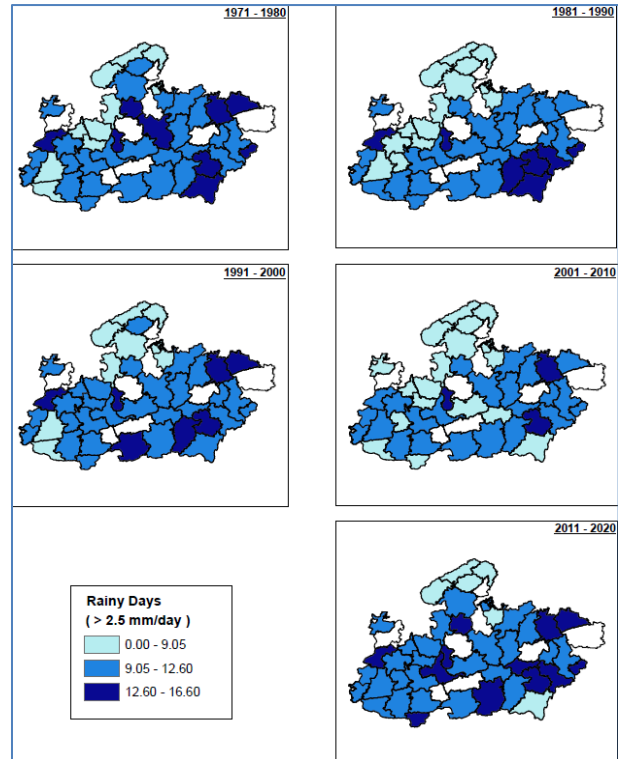 1971 - 1980
1981 - 1990
1991 - 2000
2001 - 2010
2011 - 2020
Rainy Days
( > 2.5 mm/day )
0.00 - 9.05
9.05 - 12.60
12.60 - 16.60